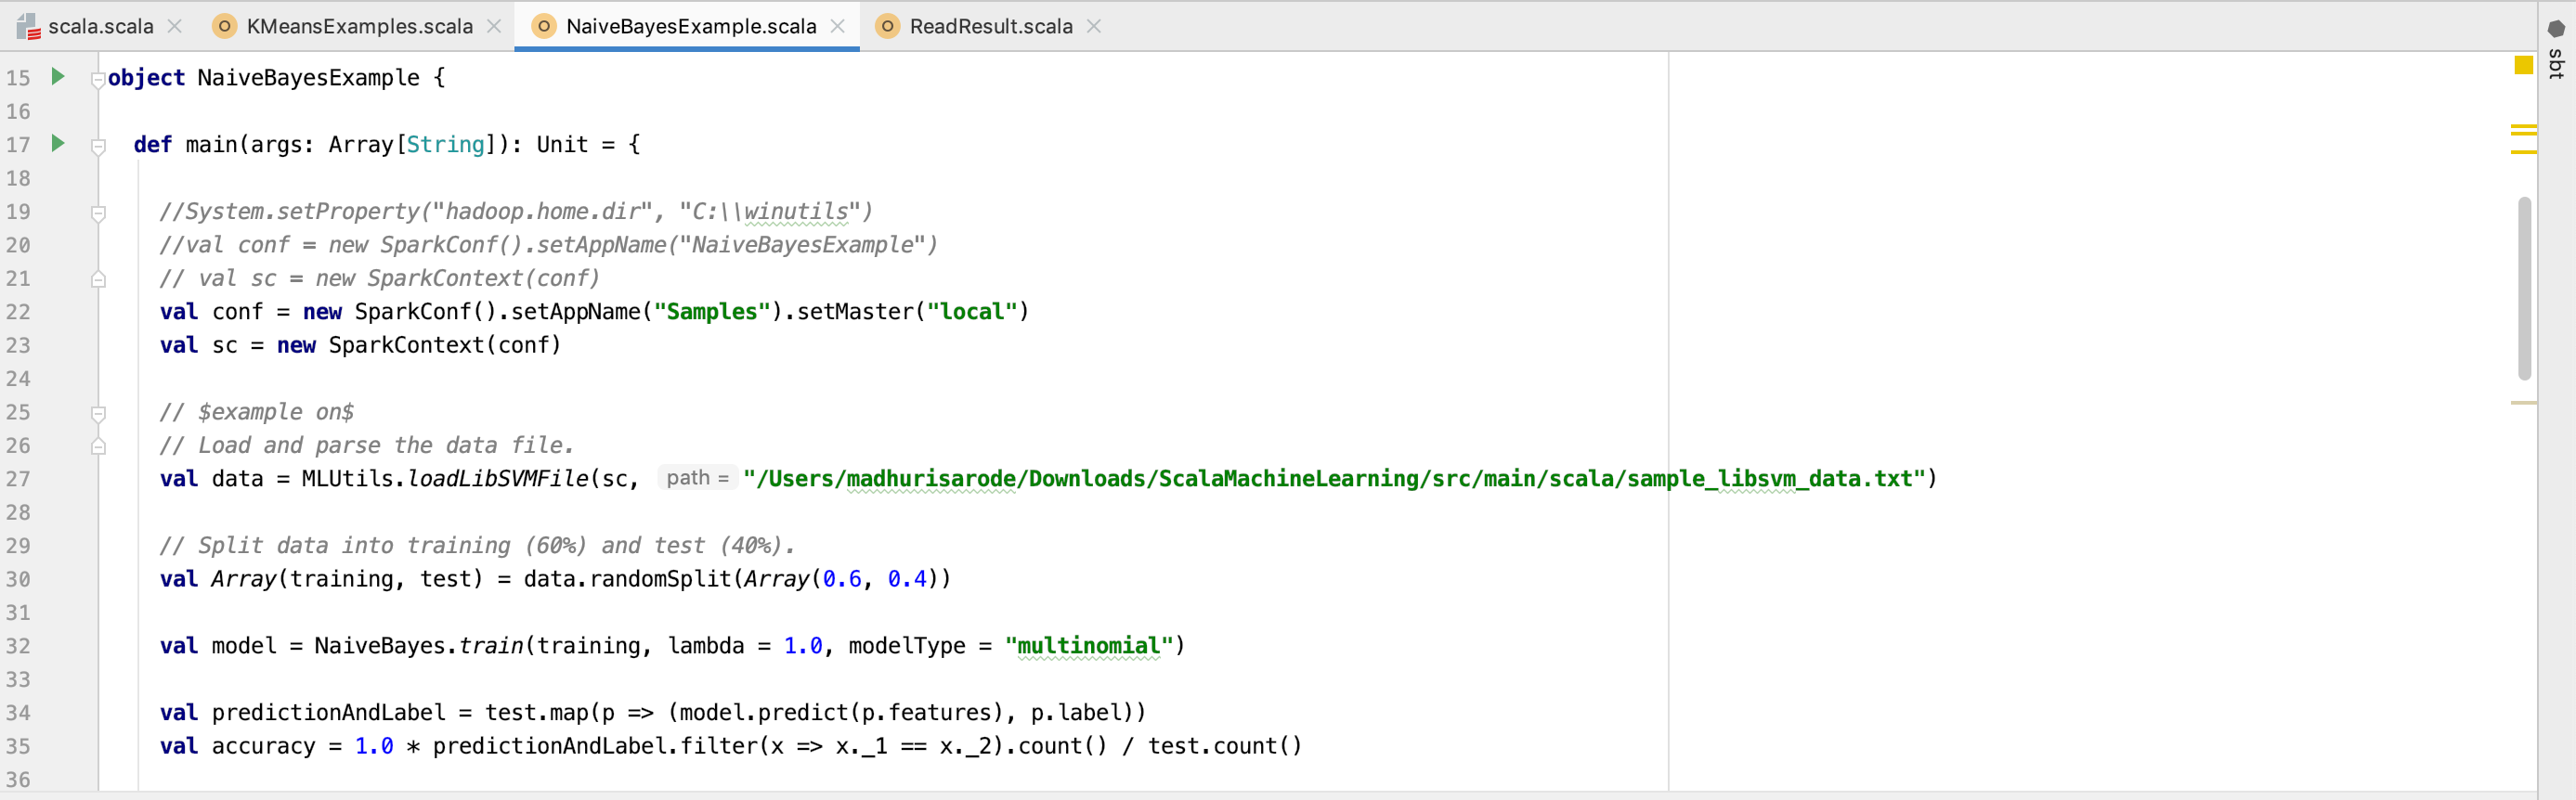 scala.scala KMeansExamples.scala NaiveBayesExample.scala ReadResult.scala
sbt
15 object NaiveBayesExample {
16
17 def main(args: Array[String]): Unit = {
18
19 //System.setProperty("hadoop.home.dir", "C:\\winutils")
20 //val conf = new SparkConf().setAppName("NaiveBayesExample")
21 // val sc = new SparkContext(conf)
22 val conf = new SparkConf().setAppName("Samples").setMaster("local")
23 val sc = new SparkContext(conf)
24
25 // $example on$
26 // Load and parse the data file.
27 val data = MLUtils.loadLibSVMFile(sc, path = "/Users/madhurisarode/Downloads/ScalaMachineLearning/src/main/scala/sample_libsvm_data.txt")
28
29 // Split data into training (60%) and test (40%).
30 val Array(training, test) = data.randomSplit(Array(0.6, 0.4))
31
32 val model = NaiveBayes.train(training, lambda = 1.0, modelType = "multinomial")
33
34 val predictionAndLabel = test.map(p => (model.predict(p.features), p.label))
35 val accuracy = 1.0 * predictionAndLabel.filter(x => x._1 == x._2).count() / test.count()
36